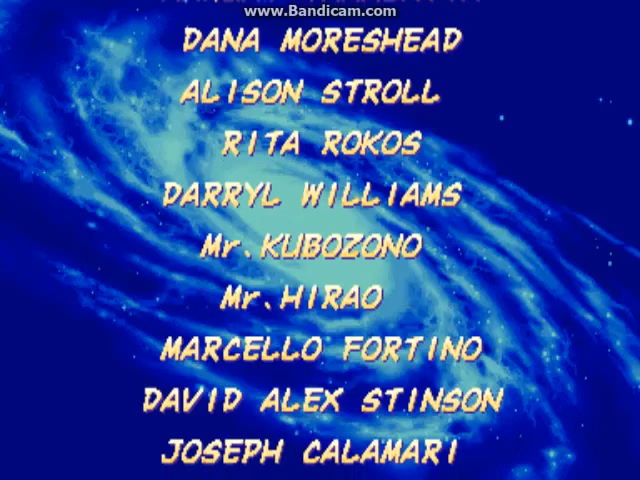 www.Bandicam.com
DANA MORESHEAD
ALISON STROLL
RITA ROKOS
DARRYL WILLIAMS
Mr.KUBOZONO
Mr.HIRAO
MARCELLO FORTINO
DAVID ALEX STINSON
JOSEPH CALAMARI